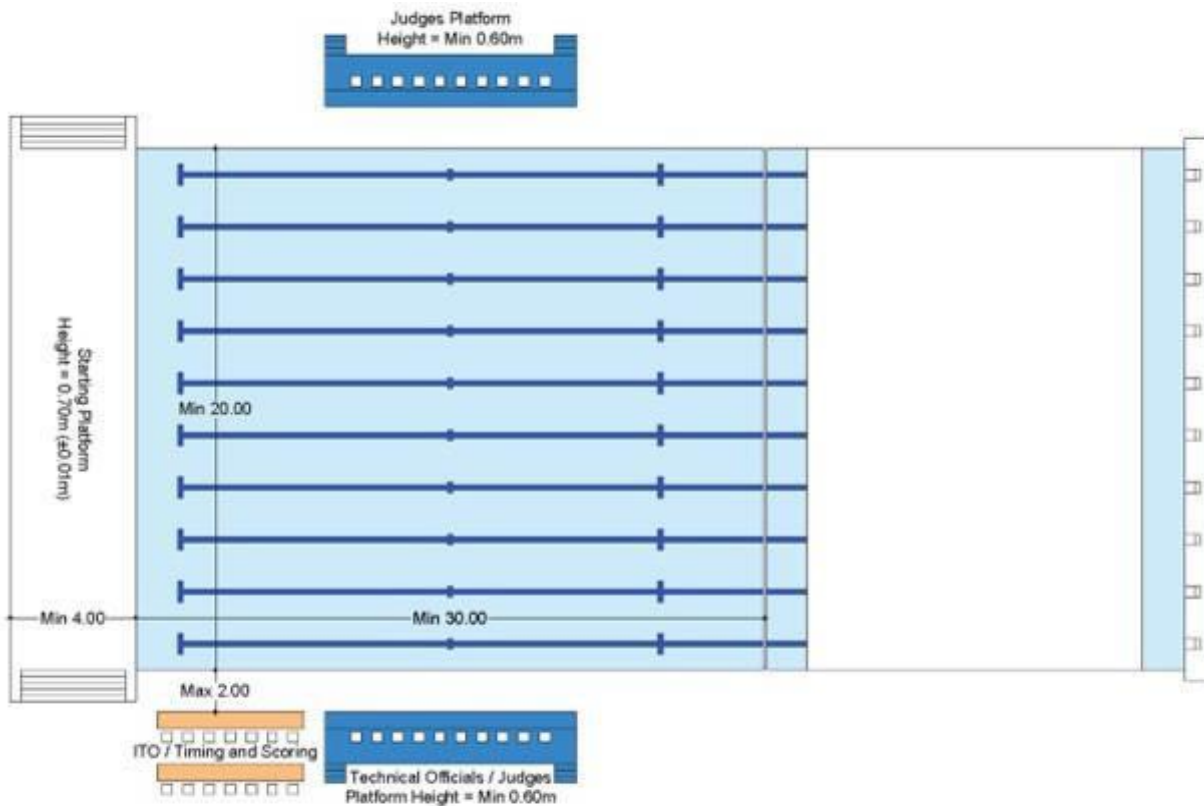 Judges Platform
Height = Min 0.60m
Starting Platform
Height = 0.70m (±0.01m)
Min 20.00
Min 4.00
Min 30.00
Max 2.00
ITO / Timing and Scoring
Technical Officials / Judges
Platform Height = Min 0.60m